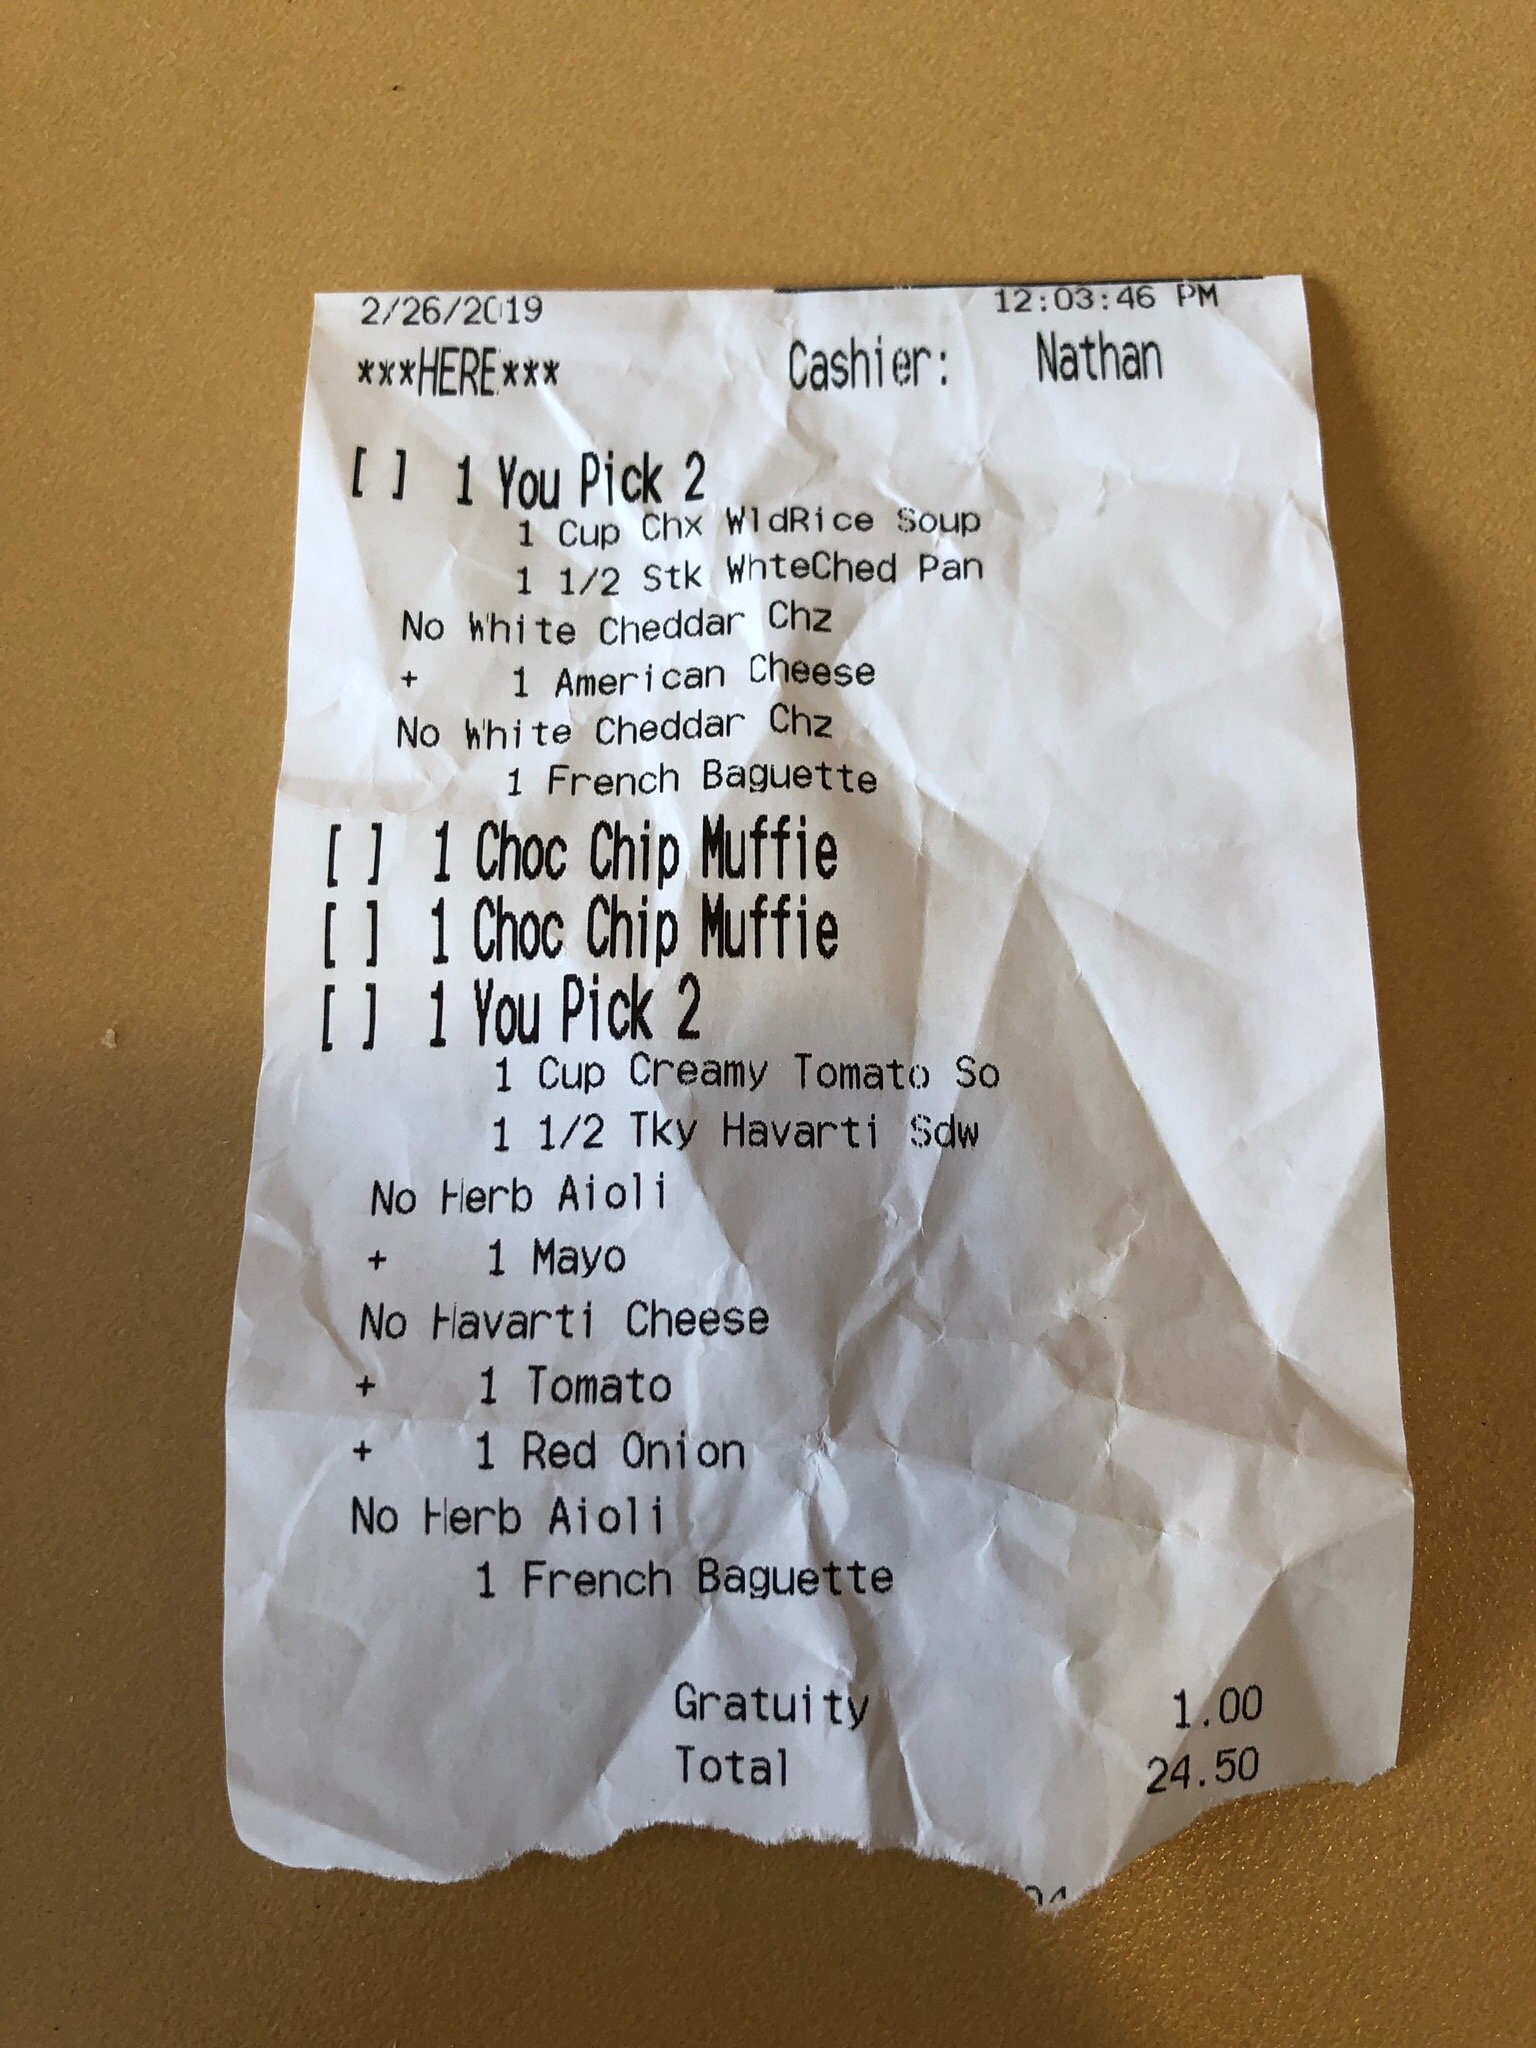 2/26/2019 12:03:46 PM
***HERE*** Cashier: Nathan
[ ] 1 You Pick 2
1 Cup Chx WldRice Soup
1 1/2 Stk WhteChed Pan
No White Cheddar Chz
+ 1 American Cheese
No White Cheddar Chz
1 French Baguette
[ ] 1 Choc Chip Muffie
[ ] 1 Choc Chip Muffie
[ ] 1 You Pick 2
1 Cup Creamy Tomato So
1 1/2 Tky Havarti Sdw
No Herb Aioli
+ 1 Mayo
No Havarti Cheese
+ 1 Tomato
+ 1 Red Onion
No Herb Aioli
1 French Baguette
Gratuity 1.00
Total 24.50